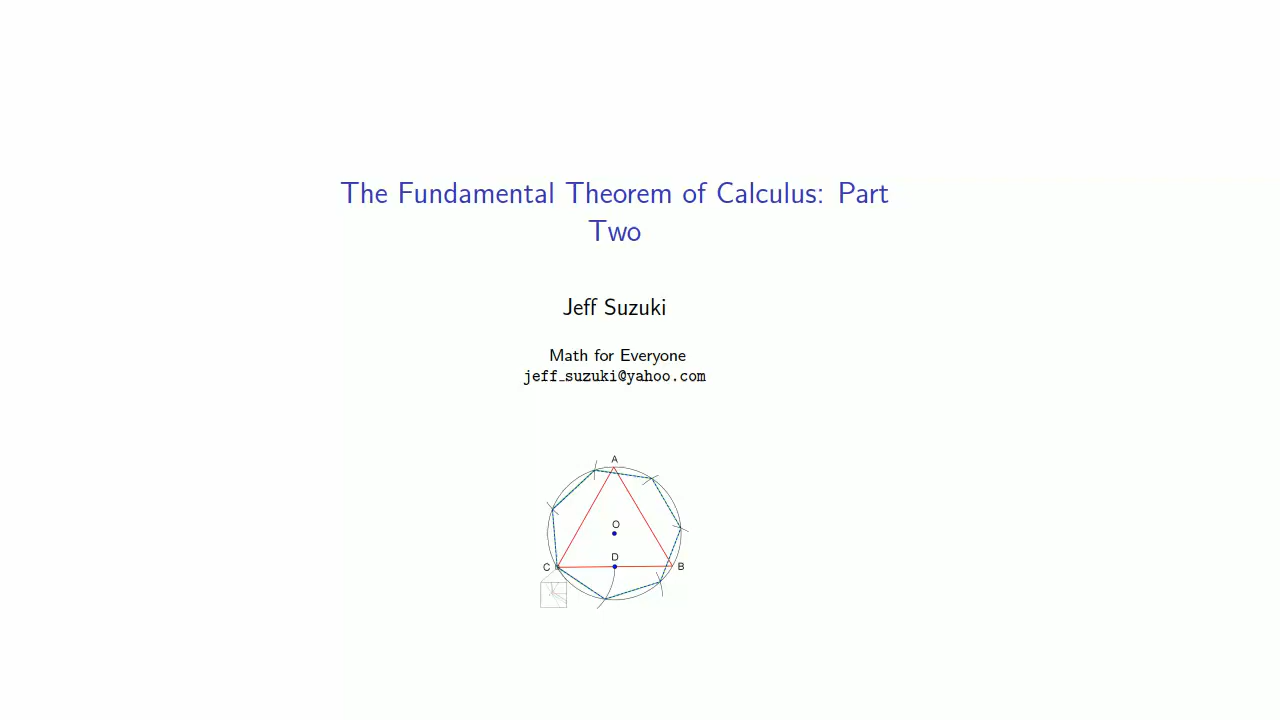 The Fundamental Theorem of Calculus: Part
Two
Jeff Suzuki
Math for Everyone
jeff_suzuki@yahoo.com
A
O
D
C
B